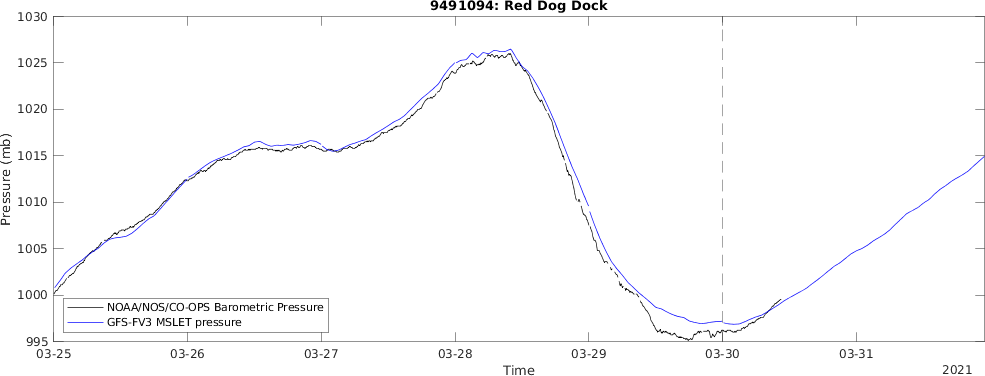 9491094: Red Dog Dock
1030
1025
1020
1015
1010
1005
1000
995
Pressure (mb)
NOAA/NOS/CO-OPS Barometric Pressure
GFS-FV3 MSLET pressure
03-25 03-26 03-27 03-28 03-29 03-30 03-31
Time
2021